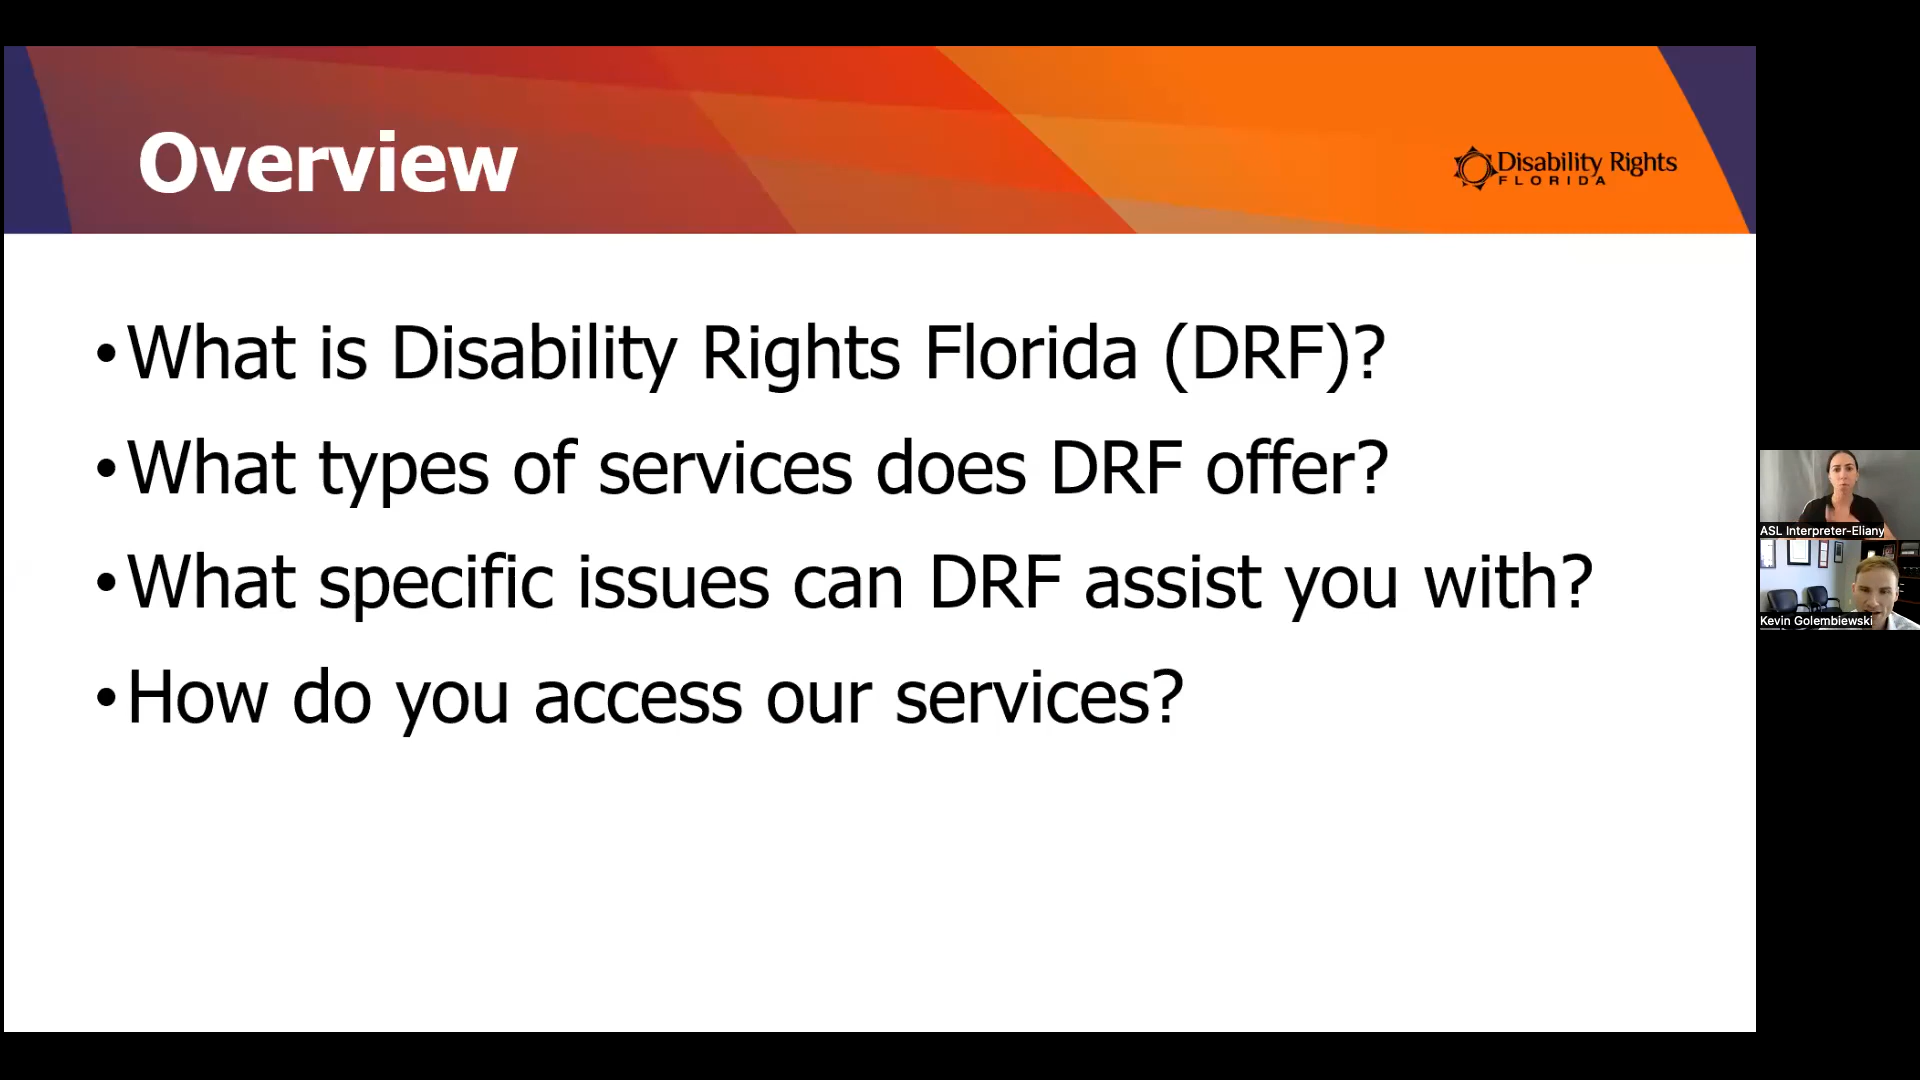 Overview
Disability Rights
FLORIDA
•What is Disability Rights Florida (DRF)?
•What types of services does DRF offer?
•What specific issues can DRF assist you with?
•How do you access our services?
ASL Interpreter-Eliany
Kevin Golembiewski